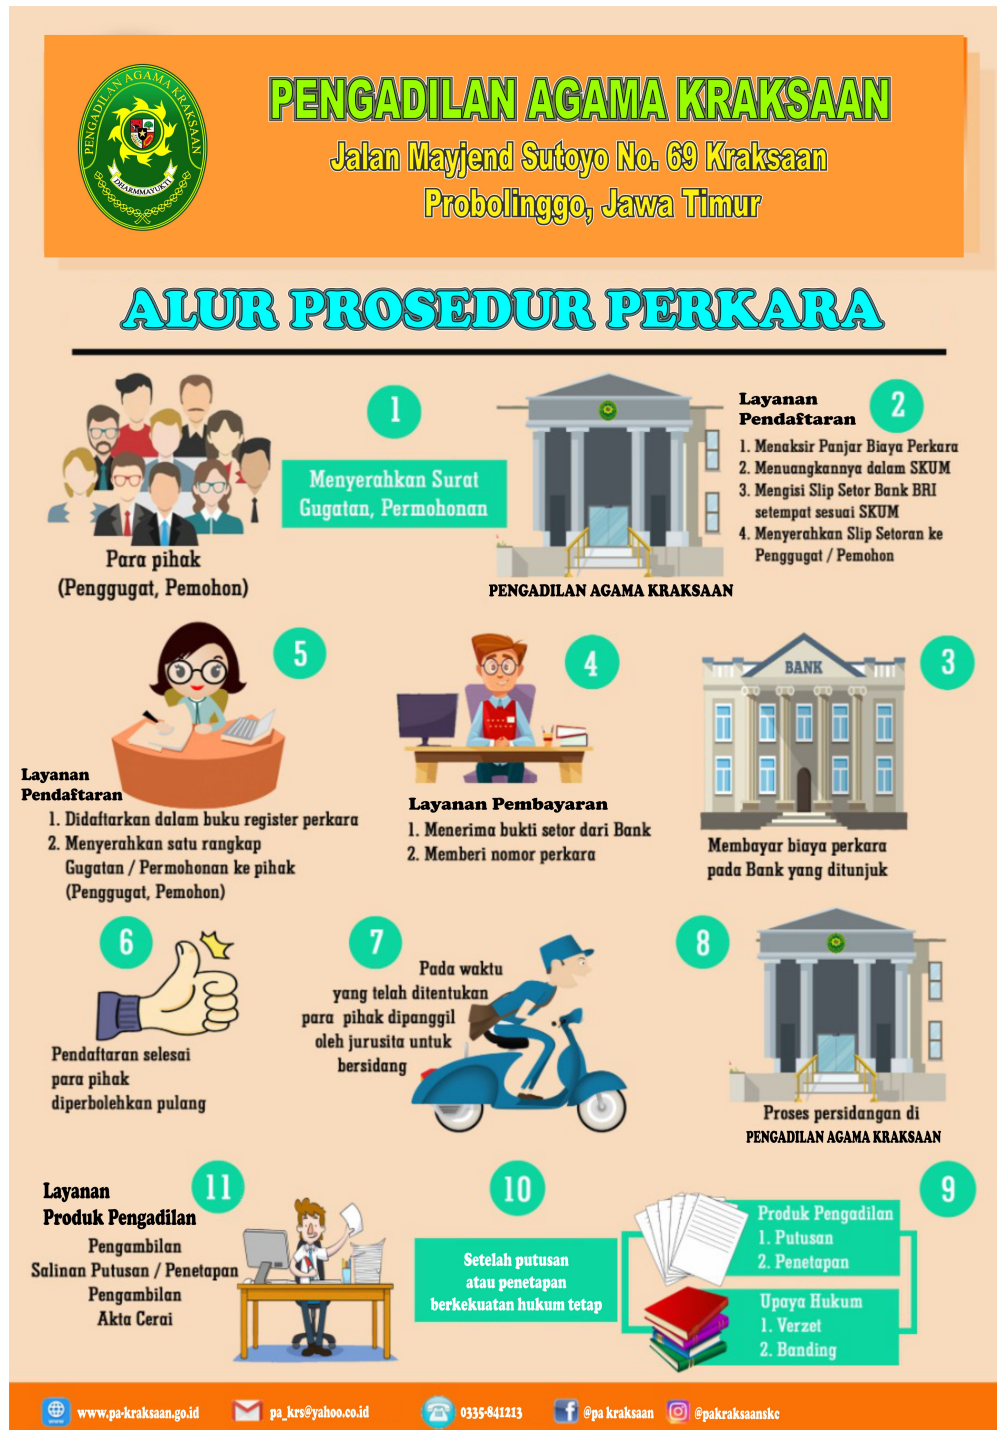 PENGADILAN AGAMA KRAKSAAN
DHARMMAYUKTI
PENGADILAN AGAMA KRAKSAAN
Jalan Mayjend Sutoyo No. 69 Kraksaan
Probolinggo, Jawa Timur
ALUR PROSEDUR PERKARA
Para pihak
(Penggugat, Pemohon)
1
Menyerahkan Surat
Gugatan, Permohonan
PENGADILAN AGAMA KRAKSAAN
2
Layanan
Pendaftaran
1. Menaksir Panjar Biaya Perkara
2. Menuangkannya dalam SKUM
3. Mengisi Slip Setor Bank BRI
setempat sesuai SKUM
4. Menyerahkan Slip Setoran ke
Penggugat / Pemohon
3
BANK
Membayar biaya perkara
pada Bank yang ditunjuk
4
Layanan Pembayaran
1. Menerima bukti setor dari Bank
2. Memberi nomor perkara
5
Layanan
Pendaftaran
1. Didaftarkan dalam buku register perkara
2. Menyerahkan satu rangkap
Gugatan / Permohonan ke pihak
(Penggugat, Pemohon)
6
Pendaftaran selesai
para pihak
diperbolehkan pulang
7
Pada waktu
yang telah ditentukan
para pihak dipanggil
oleh jurusita untuk
bersidang
8
Proses persidangan di
PENGADILAN AGAMA KRAKSAAN
9
Produk Pengadilan
1. Putusan
2. Penetapan
Upaya Hukum
1. Verzet
2. Banding
10
Setelah putusan
atau penetapan
berkekuatan hukum tetap
11
Layanan
Produk Pengadilan
Pengambilan
Salinan Putusan / Penetapan
Pengambilan
Akta Cerai
www
www.pa-kraksaan.go.id
pa_krs@yahoo.co.id
0335-841213
@pa kraksaan
@pakraksaanskc